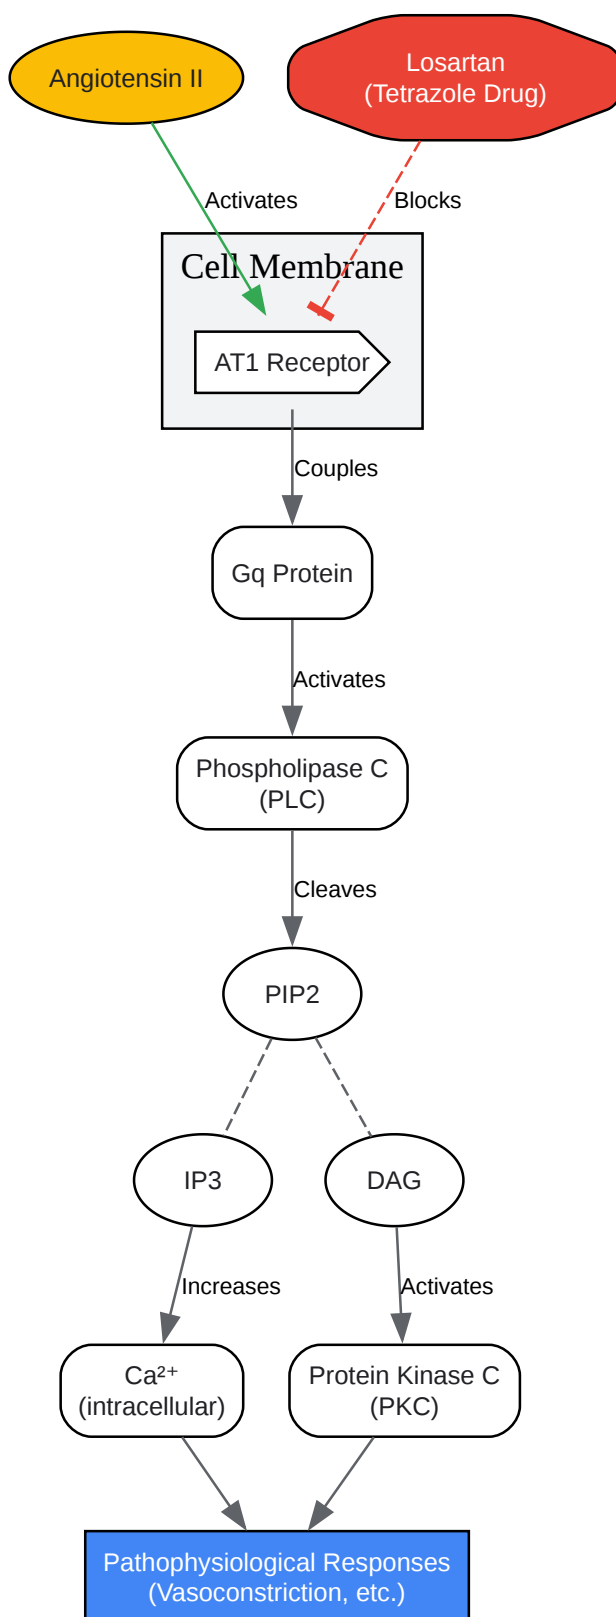 Angiotensin II
Losartan
(Tetrazole Drug)
Activates
Blocks
Cell Membrane
AT1 Receptor
Couples
Gq Protein
Activates
Phospholipase C
(PLC)
Cleaves
PIP2
IP3
DAG
Increases
Activates
Ca²⁺
(intracellular)
Protein Kinase C
(PKC)
Pathophysiological Responses
(Vasoconstriction, etc.)